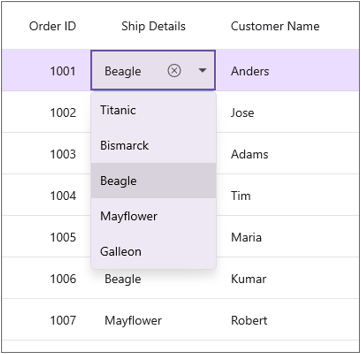 Order ID Ship Details Customer Name
1001 Beagle Anders
Titanic
1002 Jose
Bismarck
1003 Adams
Beagle
1004 Tim
Mayflower
1005 Maria
Galleon
1006 Beagle Kumar
1007 Mayflower Robert